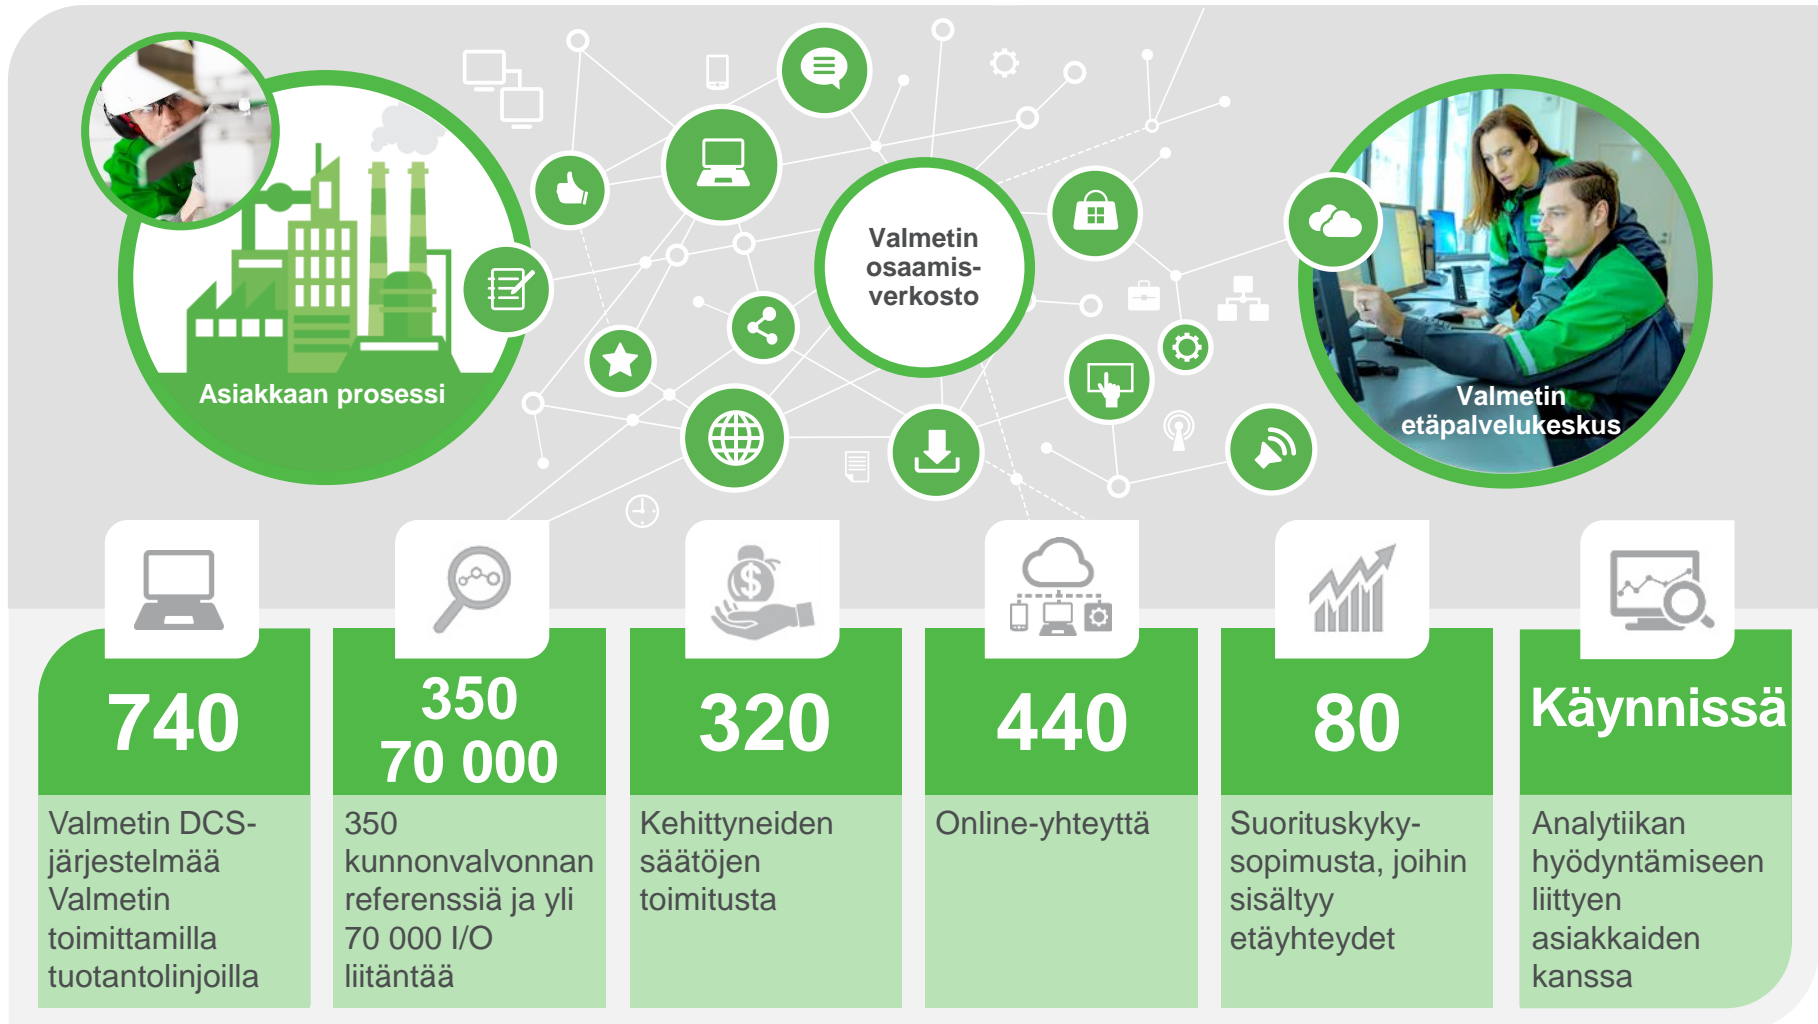 Valmetin
osaamis-
verkosto
Asiakkaan prosessi
Valmetin
etäpalvelukeskus
740
Valmetin DCS-
järjestelmää
Valmetin
toimittamilla
tuotantolinjoilla
350
70 000
350
kunnonvalvonnan
referenssiä ja yli
70 000 I/O
liitäntää
320
Kehittyneiden
säätöjen
toimitusta
440
Online-yhteyttä
80
Suorituskyky-
sopimusta, joihin
sisältyy
etäyhteydet
Käynnissä
Analytiikan
hyödyntämiseen
liittyen
asiakkaiden
kanssa